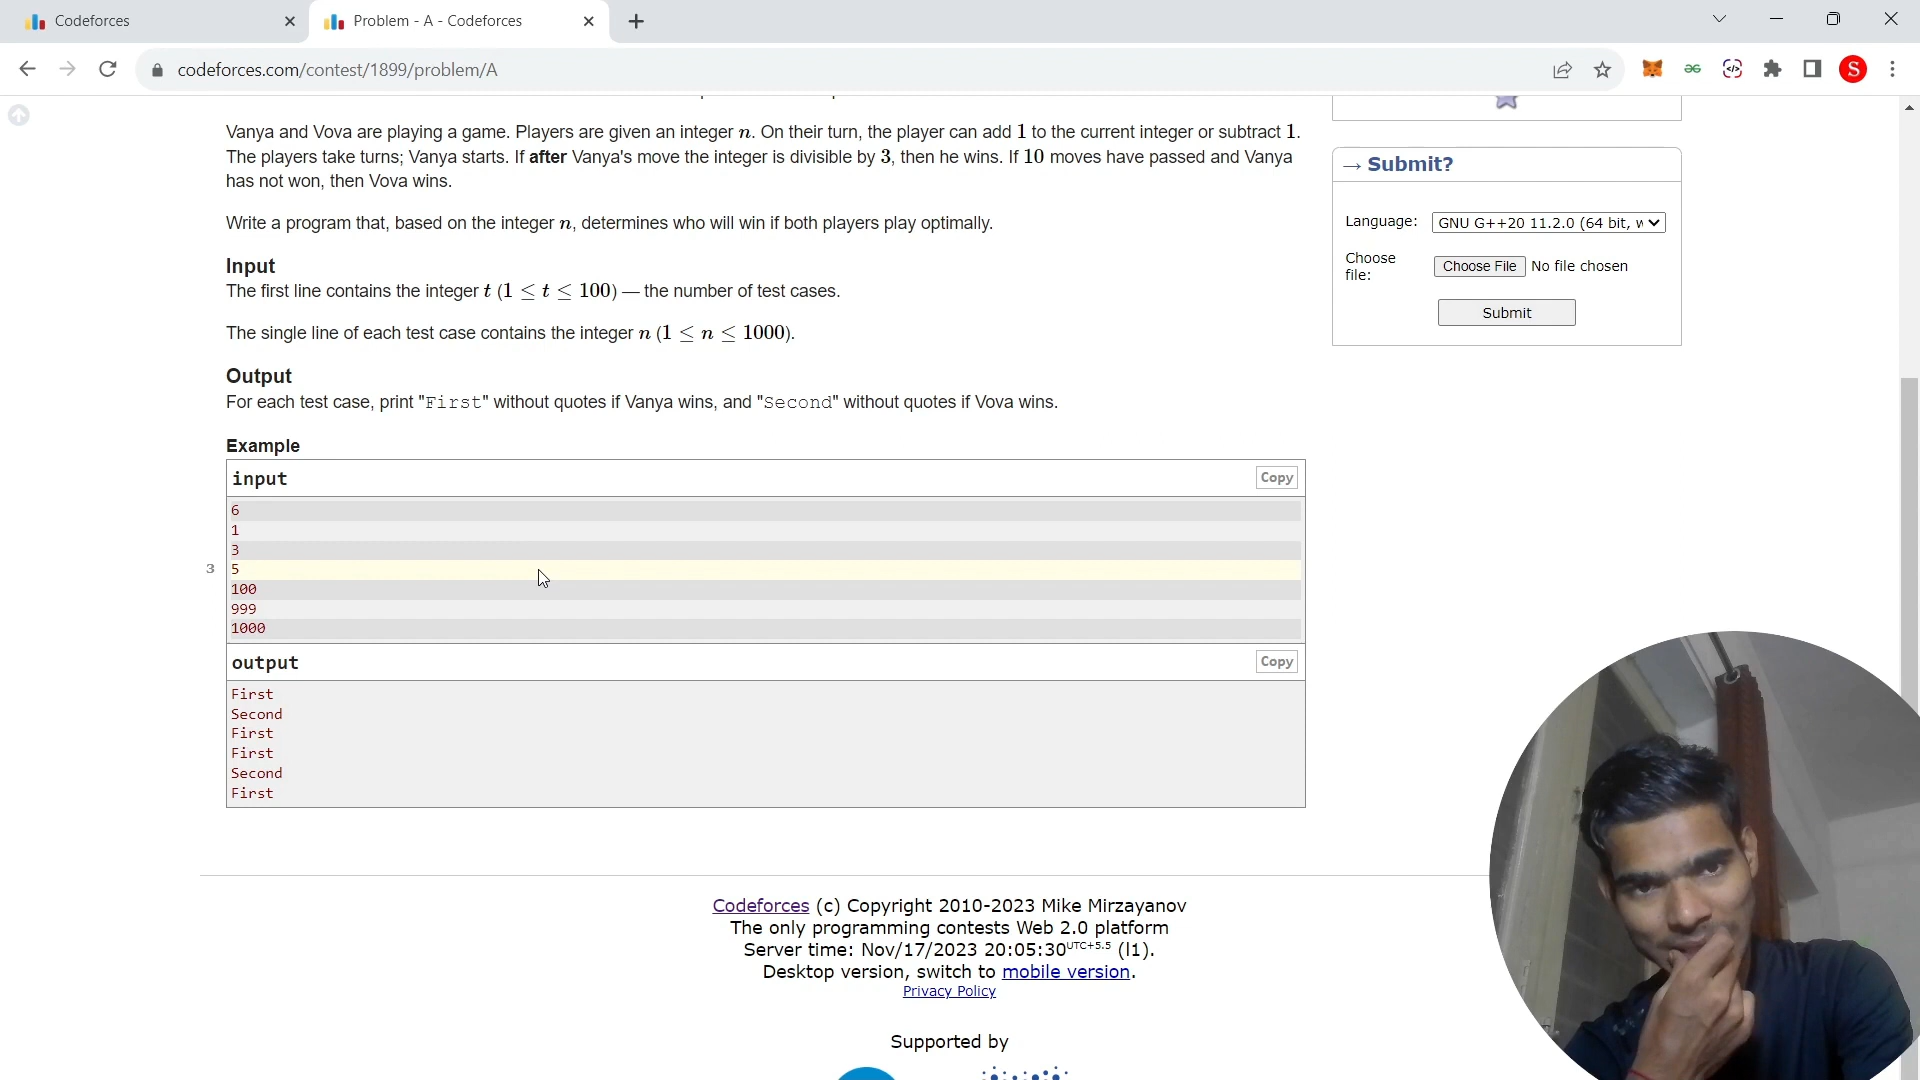 Codeforces
Problem - A - Codeforces
codeforces.com/contest/1899/problem/A
S
Vanya and Vova are playing a game. Players are given an integer n. On their turn, the player can add 1 to the current integer or subtract 1.
The players take turns; Vanya starts. If after Vanya's move the integer is divisible by 3, then he wins. If 10 moves have passed and Vanya
has not won, then Vova wins.
Write a program that, based on the integer n, determines who will win if both players play optimally.
Input
The first line contains the integer t (1 ≤ t ≤ 100) — the number of test cases.
The single line of each test case contains the integer n (1 ≤ n ≤ 1000).
Output
For each test case, print "First" without quotes if Vanya wins, and "Second" without quotes if Vova wins.
Example
input
Copy
6
1
3
3 5
100
999
1000
output
Copy
First
Second
First
First
Second
First
→ Submit?
Language: GNU G++20 11.2.0 (64 bit, w
Choose
file:
Choose File No file chosen
Submit
Codeforces (c) Copyright 2010-2023 Mike Mirzayanov
The only programming contests Web 2.0 platform
Server time: Nov/17/2023 20:05:30UTC+5.5 (l1).
Desktop version, switch to mobile version.
Privacy Policy
Supported by